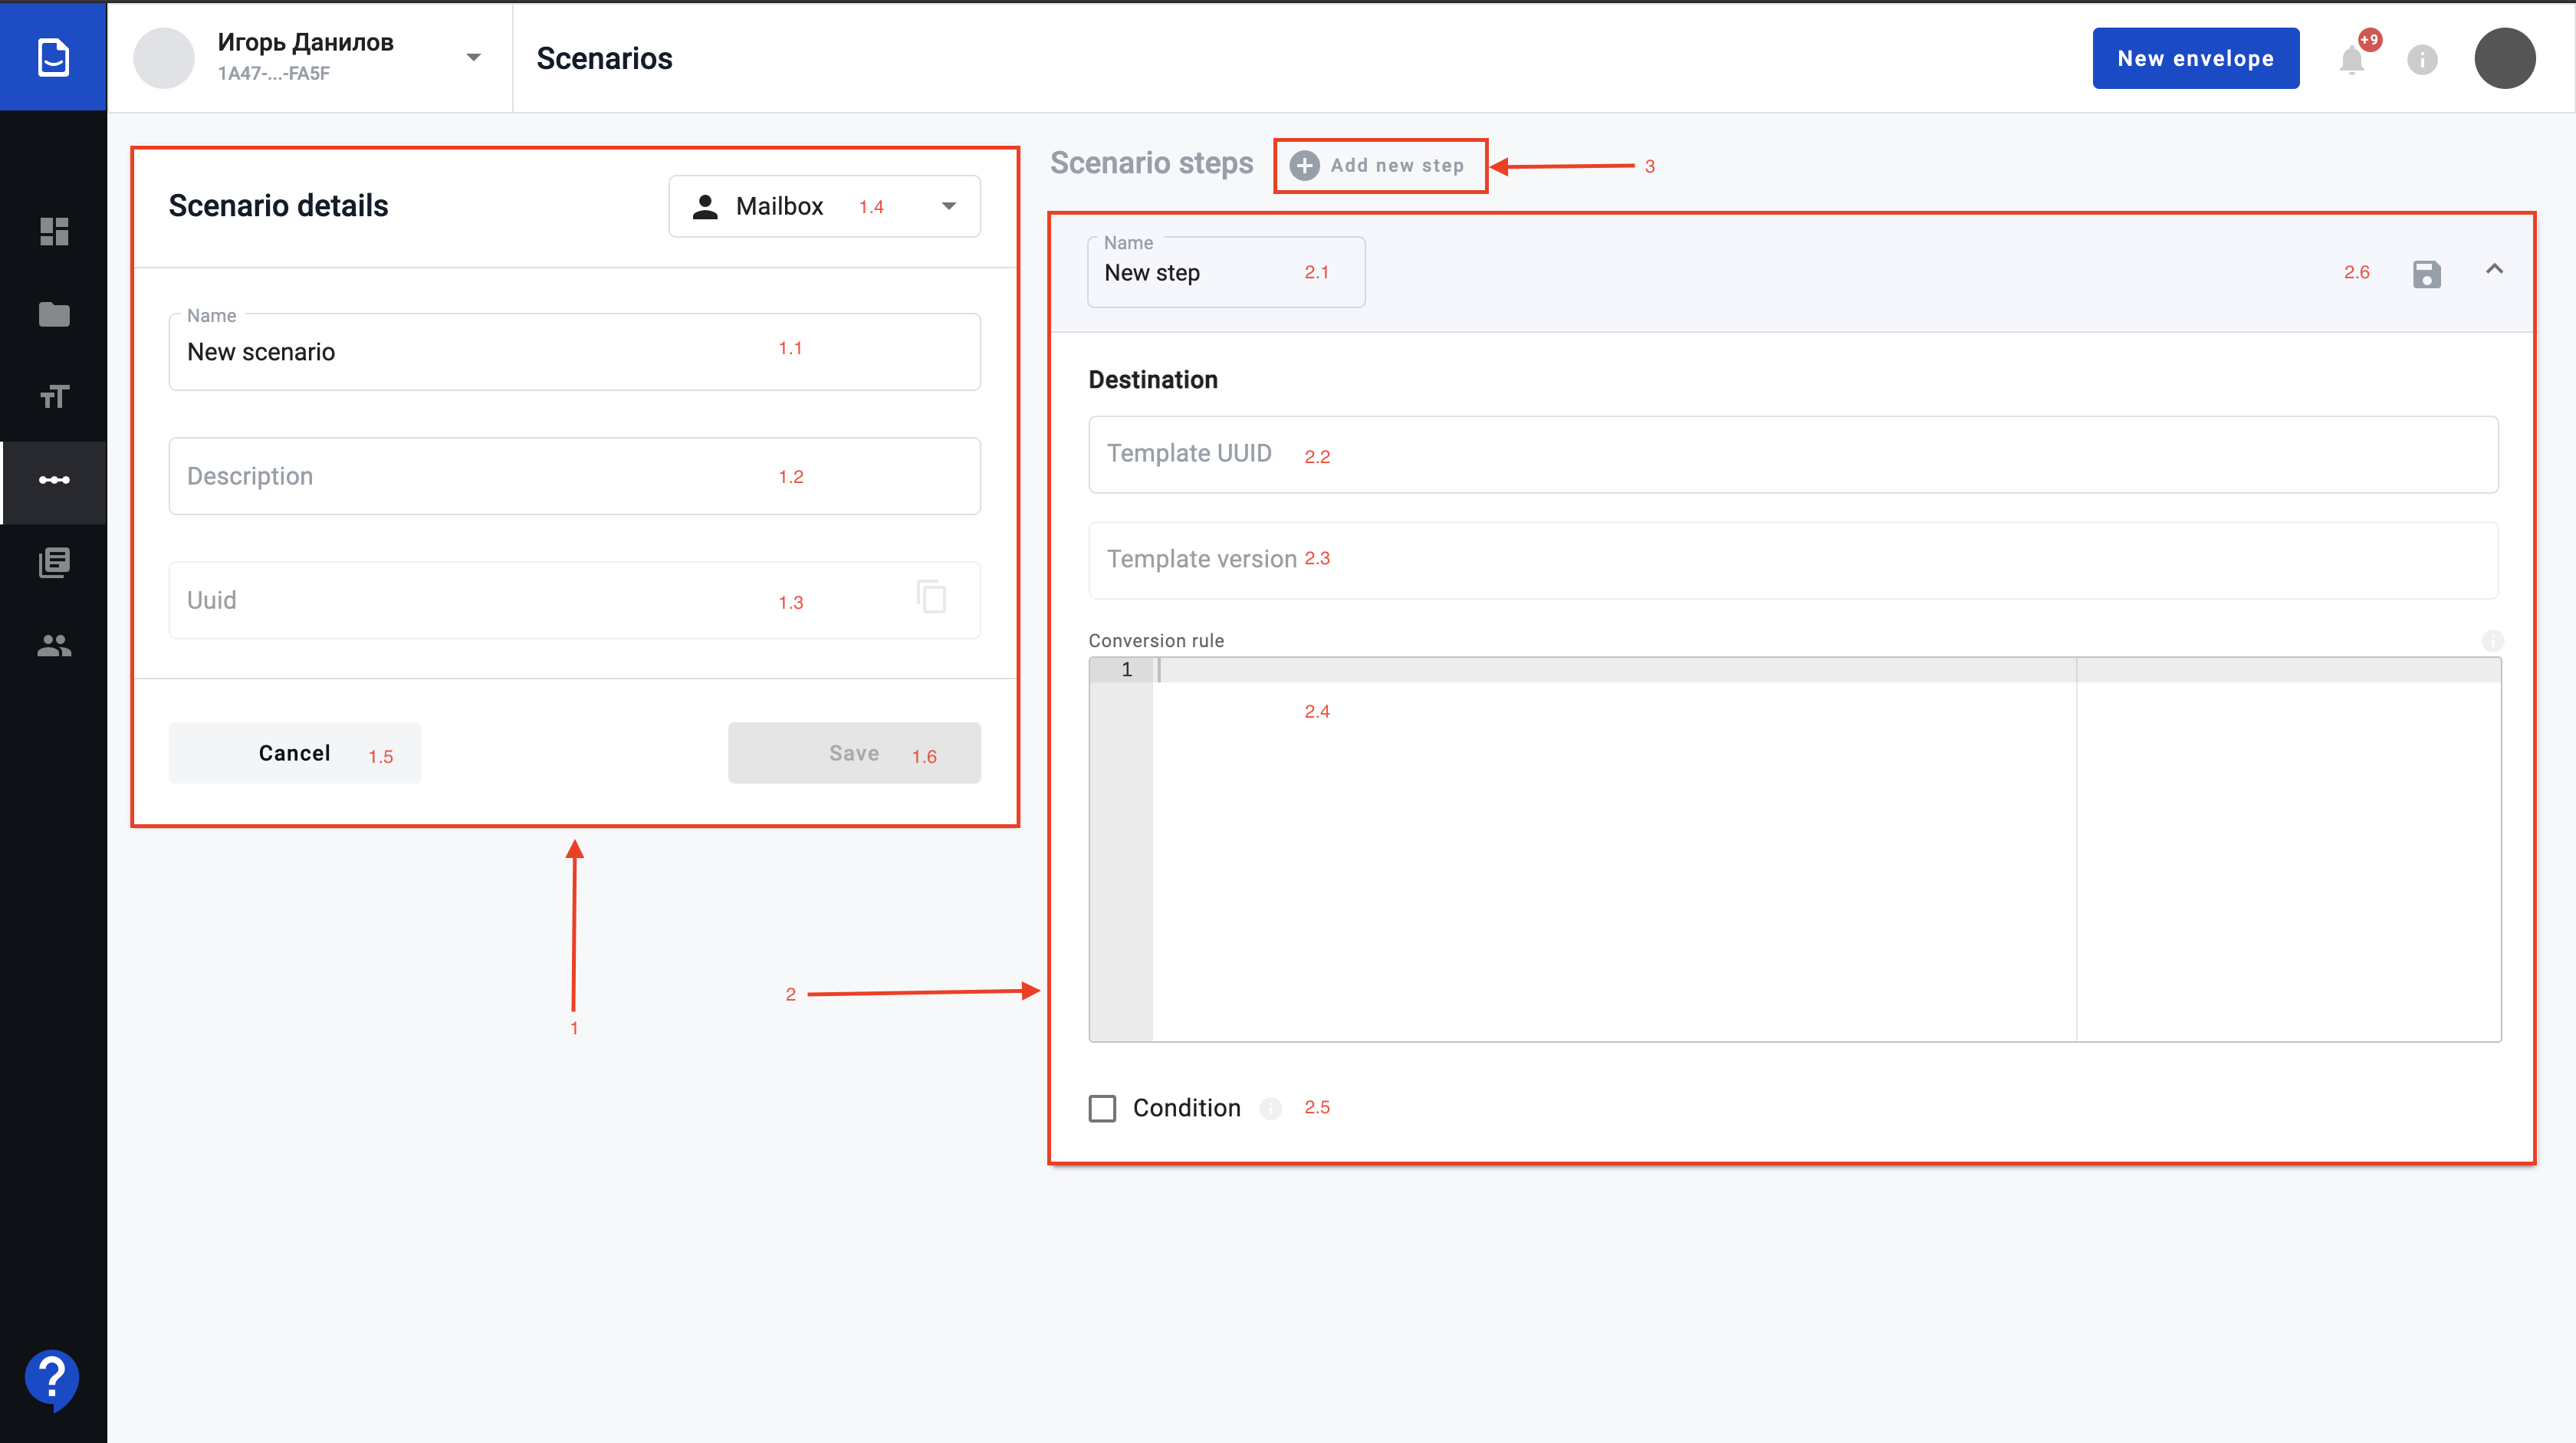 Игорь Данилов
1A47-...-FA5F
Scenarios
New envelope
+9
Scenario details
Mailbox 1.4
Name
New scenario 1.1
Description 1.2
Uuid 1.3
Cancel 1.5
Save 1.6
1
Scenario steps
Add new step
3
Name
New step 2.1
2.6
Destination
Template UUID 2.2
Template version 2.3
Conversion rule
1
2.4
2
Condition 2.5